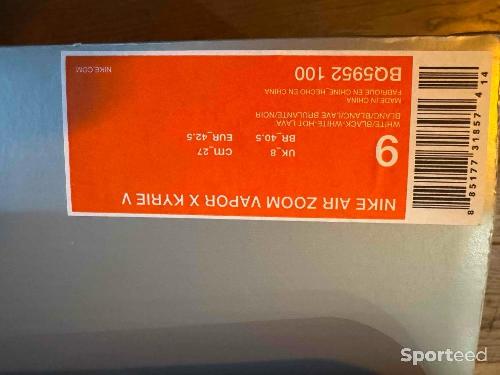 NIKE AIR ZOOM VAPOR X KYRIE V
9
UK_8
CM_27
BR_40.5
EUR_42.5
WHITE/BLACK-WHITE-HOT LAVA
BLANC/BLANC/LAVE BRULANTE/NOIR
MADE IN CHINA
FABRIQUE EN CHINE,HECHO EN CHINA
BQ5952 100
NIKE.COM
8 85177 31857 4 14
Sporteed